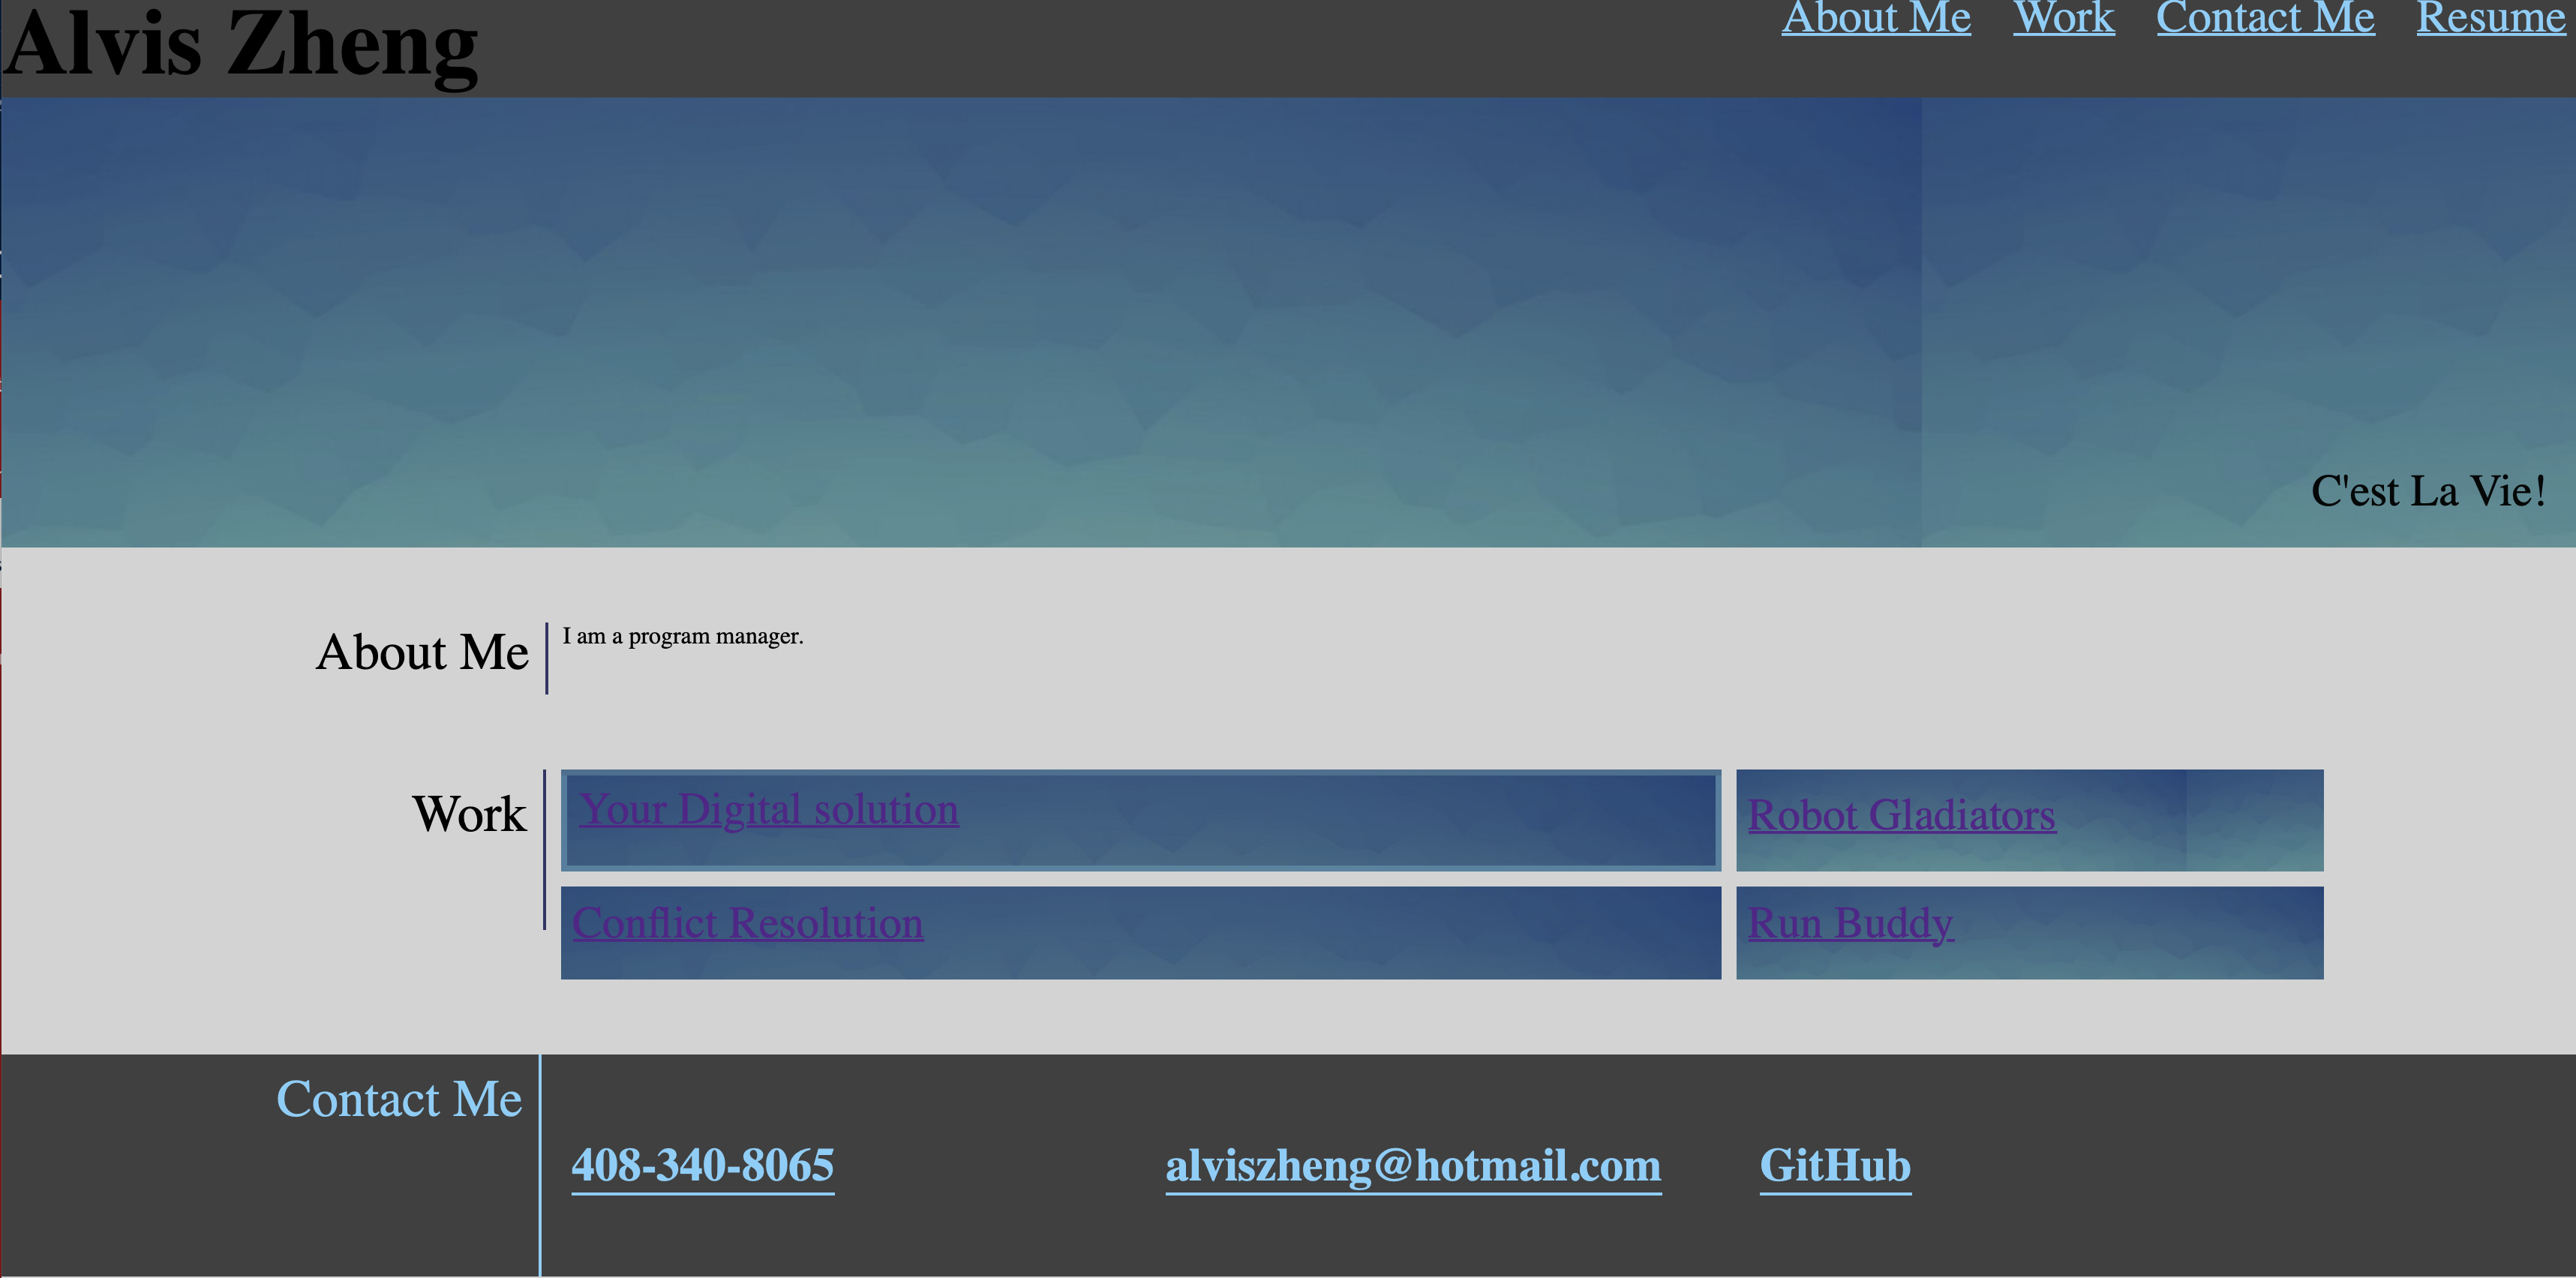 Alvis Zheng
About Me Work Contact Me Resume
C'est La Vie!
About Me
I am a program manager.
Work
Your Digital solution
Robot Gladiators
Conflict Resolution
Run Buddy
Contact Me
408-340-8065 alviszheng@hotmail.com GitHub